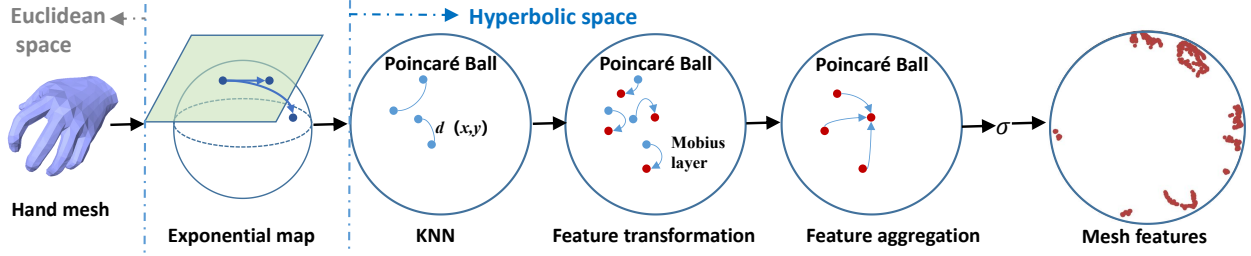 Euclidean
space
Hyperbolic space
Poincaré Ball
Poincaré Ball
Poincaré Ball
d (x,y)
Mobius
layer
σ
Hand mesh
Exponential map
KNN
Feature transformation
Feature aggregation
Mesh features